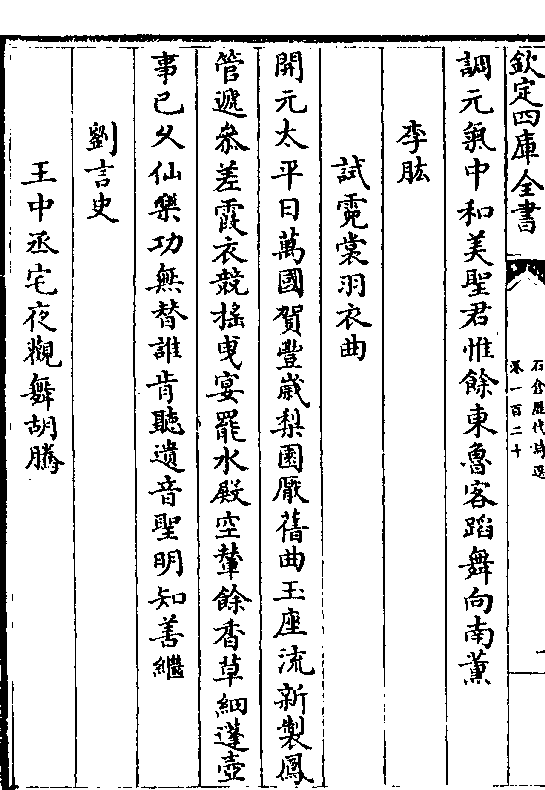 欽定四庫全書
石倉歷代詩選
卷一百二十
調元氣中和美聖君惟餘東魯客蹈舞向南薰
李肱
試霓裳羽衣曲
開元太平日萬國賀豐歲梨園厭舊曲玉座流新製鳳
管遞參差霞衣競搖曳宴罷水殿空輦餘香草細蓬壺
事已久仙樂功無替誰肯聽遺音聖明知善繼
劉言史
王中丞宅夜觀舞胡騰